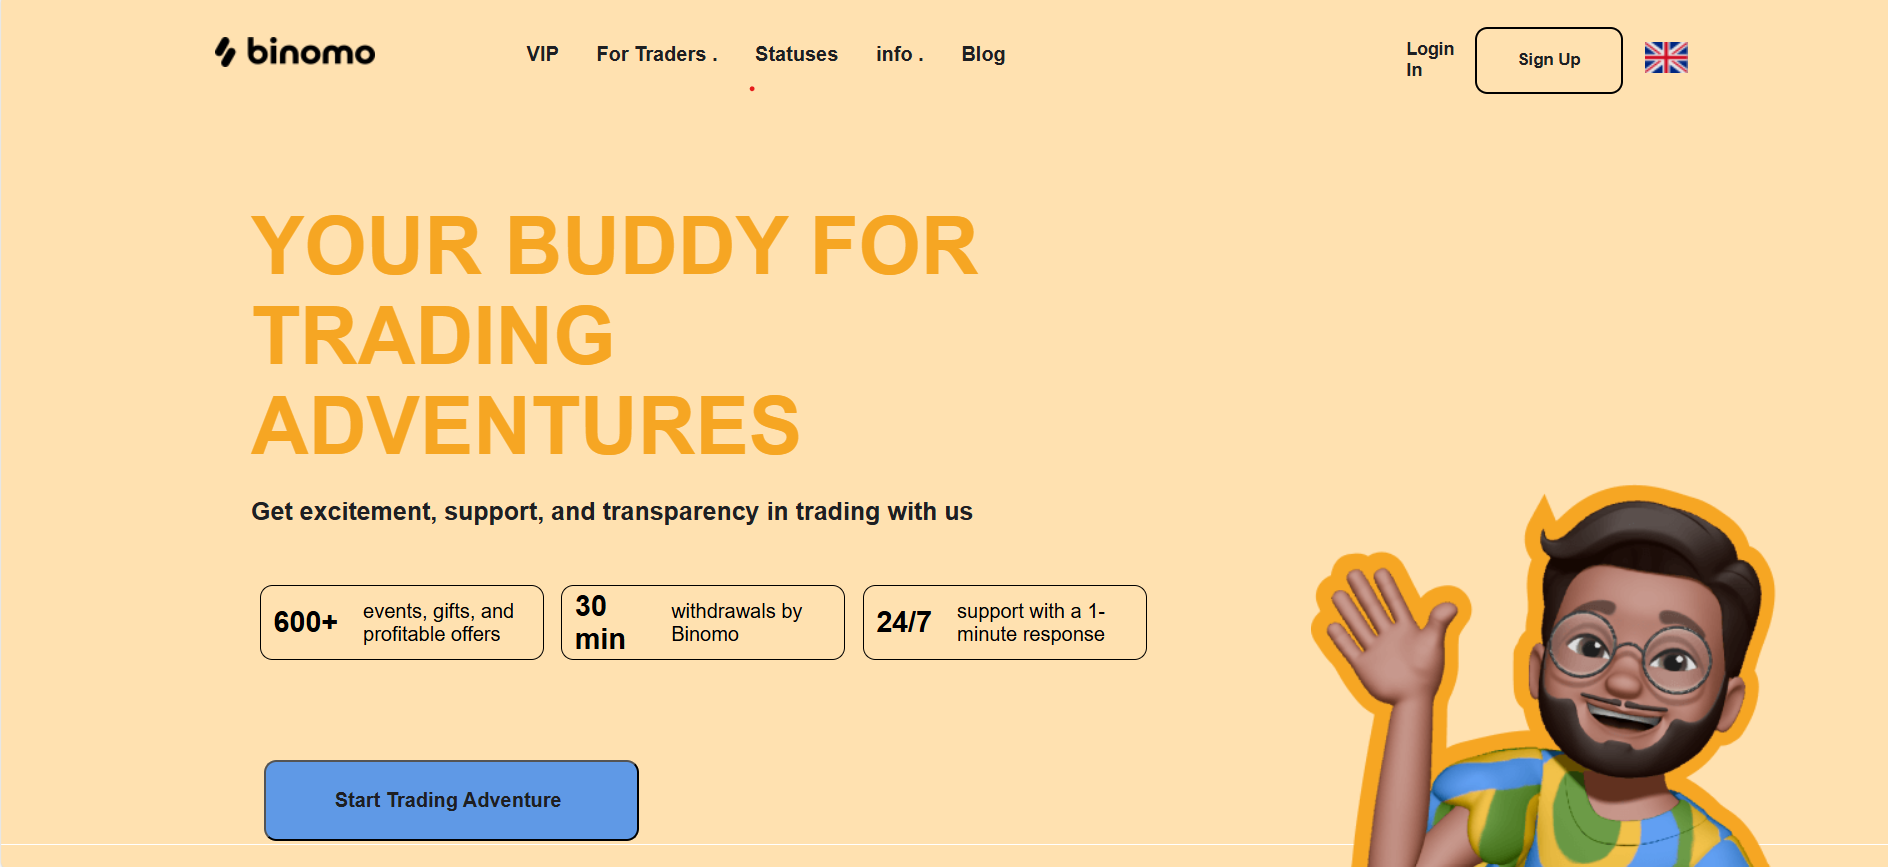 binomo
VIP
For Traders .
Statuses
info .
Blog
Login
In
Sign Up
YOUR BUDDY FOR
TRADING
ADVENTURES
Get excitement, support, and transparency in trading with us
600+
events, gifts, and
profitable offers
30
min
withdrawals by
Binomo
24/7
support with a 1-
minute response
Start Trading Adventure